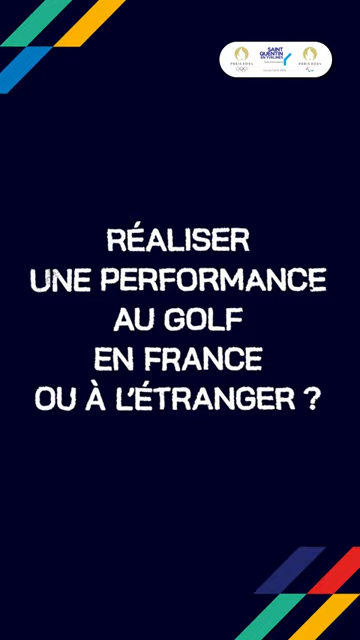 PARIS 2024
SAINT
QUENTIN
EN YVELINES
PARIS 2024
RÉALISER
UNE PERFORMANCE
AU GOLF
EN FRANCE
OU À L'ÉTRANGER ?